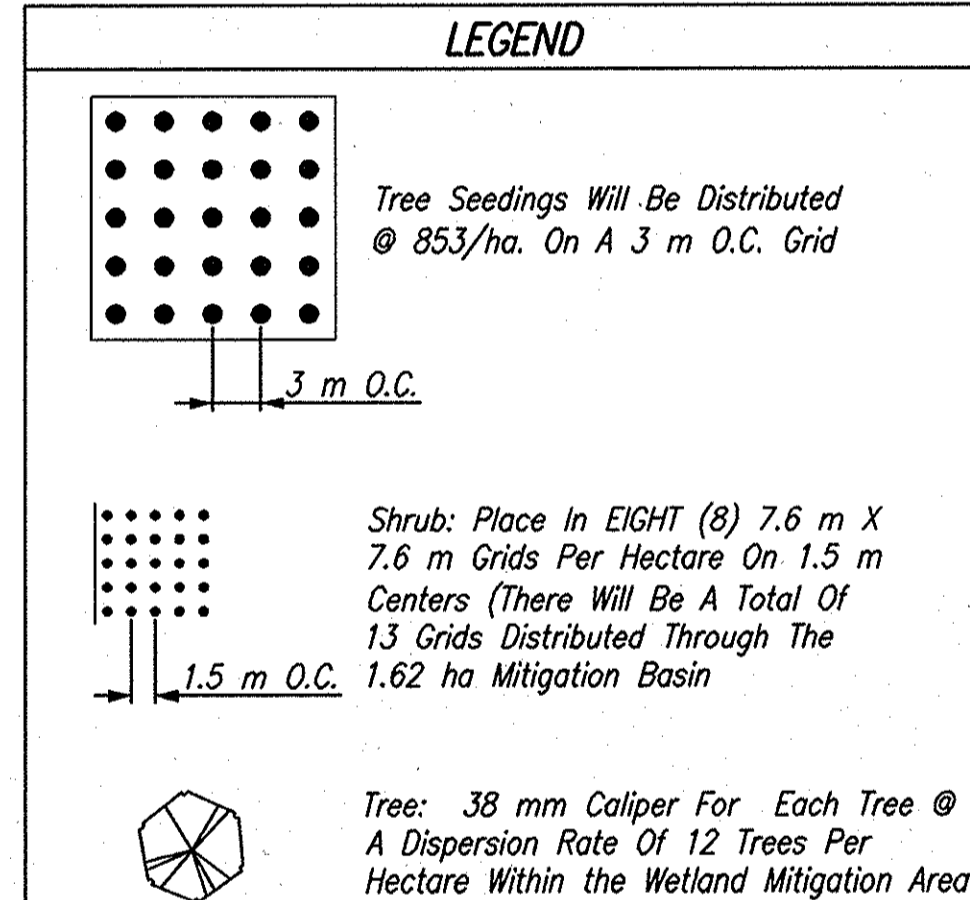 LEGEND
Tree Seedings Will Be Distributed
@ 853/ha. On A 3 m O.C. Grid
3 m O.C.
Shrub: Place In EIGHT (8) 7.6 m X
7.6 m Grids Per Hectare On 1.5 m
Centers (There Will Be A Total Of
13 Grids Distributed Through The
1.62 ha Mitigation Basin
1.5 m O.C.
Tree: 38 mm Caliper For Each Tree @
A Dispersion Rate Of 12 Trees Per
Hectare Within the Wetland Mitigation Area